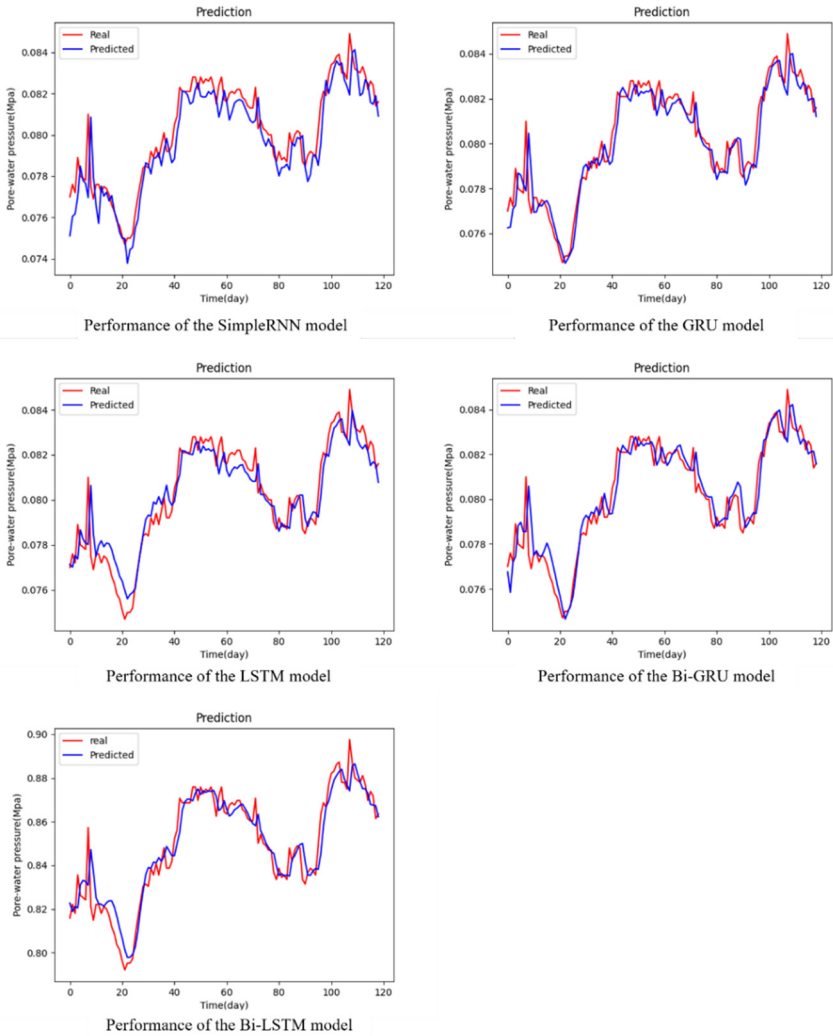 Prediction
Real
Predicted
Pore-water pressure(Mpa)
0.084
0.082
0.080
0.078
0.076
0.074
0 20 40 60 80 100 120
Time(day)
Performance of the SimpleRNN model
Prediction
Real
Predicted
Pore-water pressure(Mpa)
0.084
0.082
0.080
0.078
0.076
0 20 40 60 80 100 120
Time(day)
Performance of the GRU model
Prediction
Real
Predicted
Pore-water pressure(Mpa)
0.084
0.082
0.080
0.078
0.076
0 20 40 60 80 100 120
Time(day)
Performance of the LSTM model
Prediction
Real
Predicted
Pore-water pressure(Mpa)
0.084
0.082
0.080
0.078
0.076
0 20 40 60 80 100 120
Time(day)
Performance of the Bi-GRU model
Prediction
real
Predicted
Pore-water pressure(Mpa)
0.90
0.88
0.86
0.84
0.82
0.80
0 20 40 60 80 100 120
Time(day)
Performance of the Bi-LSTM model